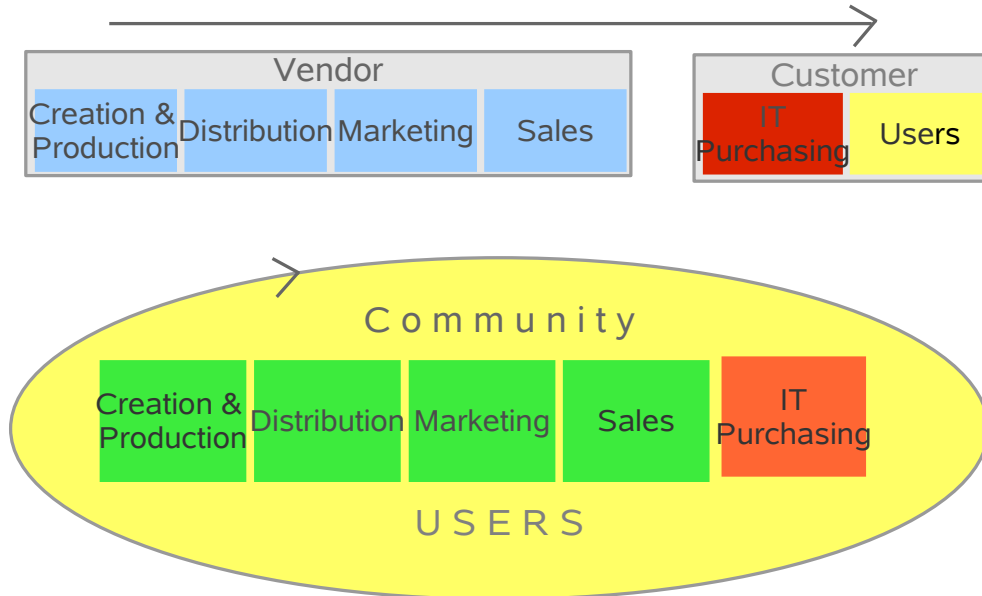 Vendor
Creation &
Production
Distribution
Marketing
Sales
Customer
IT
Purchasing
Users
Community
Creation &
Production
Distribution
Marketing
Sales
IT
Purchasing
USERS